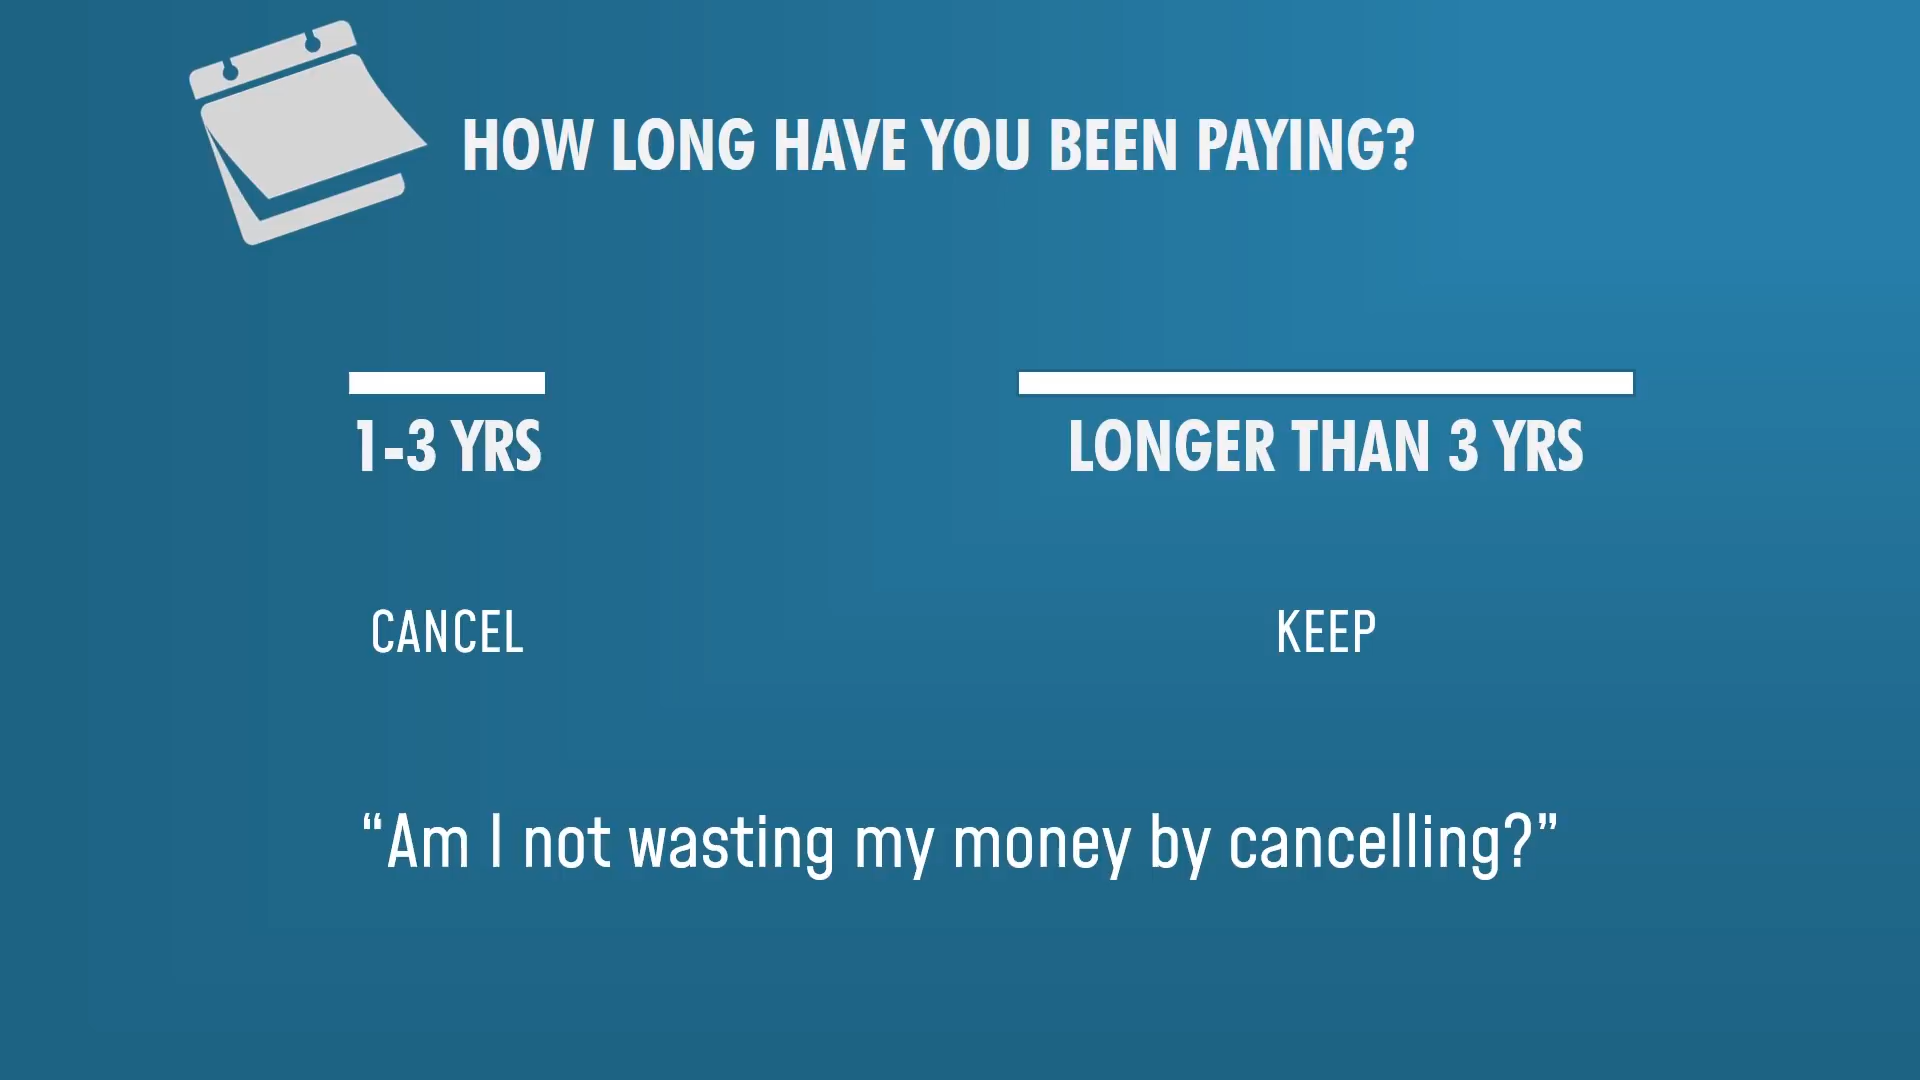 HOW LONG HAVE YOU BEEN PAYING?
1-3 YRS
LONGER THAN 3 YRS
CANCEL
KEEP
“Am I not wasting my money by cancelling?”